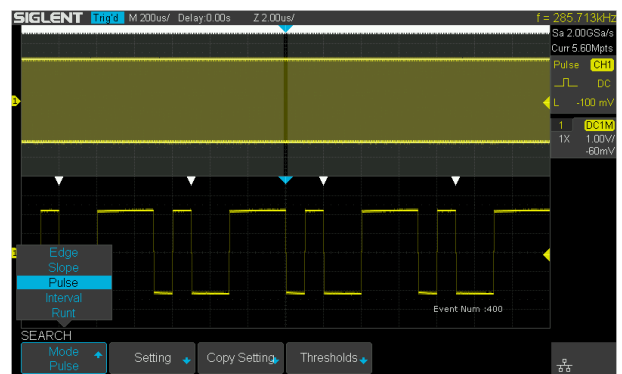 SIGLENT Trig'd M 200us/ Delay:0.00s Z 2.00us/ f = 285.713kHz
Sa 2.00GSa/s
Curr 5.60Mpts
Pulse CH1
DC
L -100 mV
1 DC1M
1X 1.00V/
-60mV
1
1
Edge
Slope
Pulse
Interval
Runt
Event Num :400
SEARCH
Mode
Pulse
Setting
Copy Setting
Thresholds